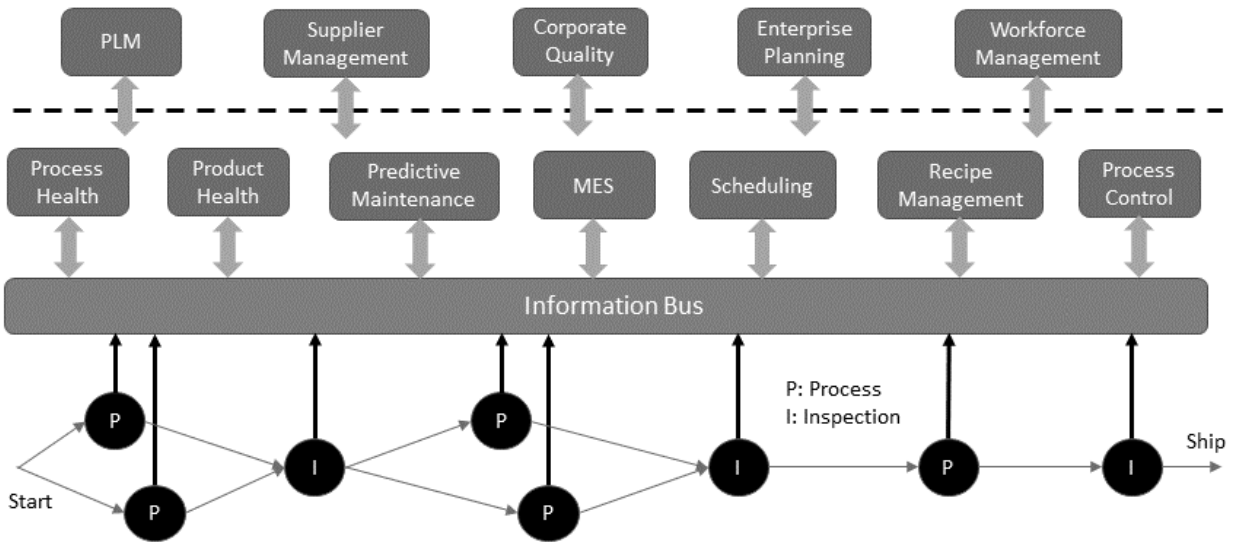 PLM
Supplier
Management
Corporate
Quality
Enterprise
Planning
Workforce
Management
Process
Health
Product
Health
Predictive
Maintenance
MES
Scheduling
Recipe
Management
Process
Control
Information Bus
P: Process
I: Inspection
P
P
I
P
P
I
P
I
Start
Ship